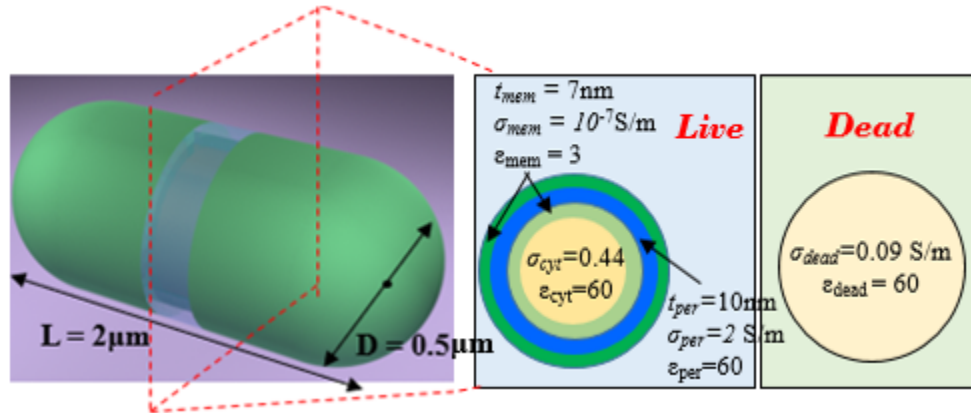 L = 2μm
D = 0.5μm
t_mem = 7nm
σ_mem = 10⁻⁷S/m
ε_mem = 3
Live
σ_cyt=0.44
ε_cyt=60
t_per=10nm
σ_per=2 S/m
ε_per=60
Dead
σ_dead=0.09 S/m
ε_dead = 60